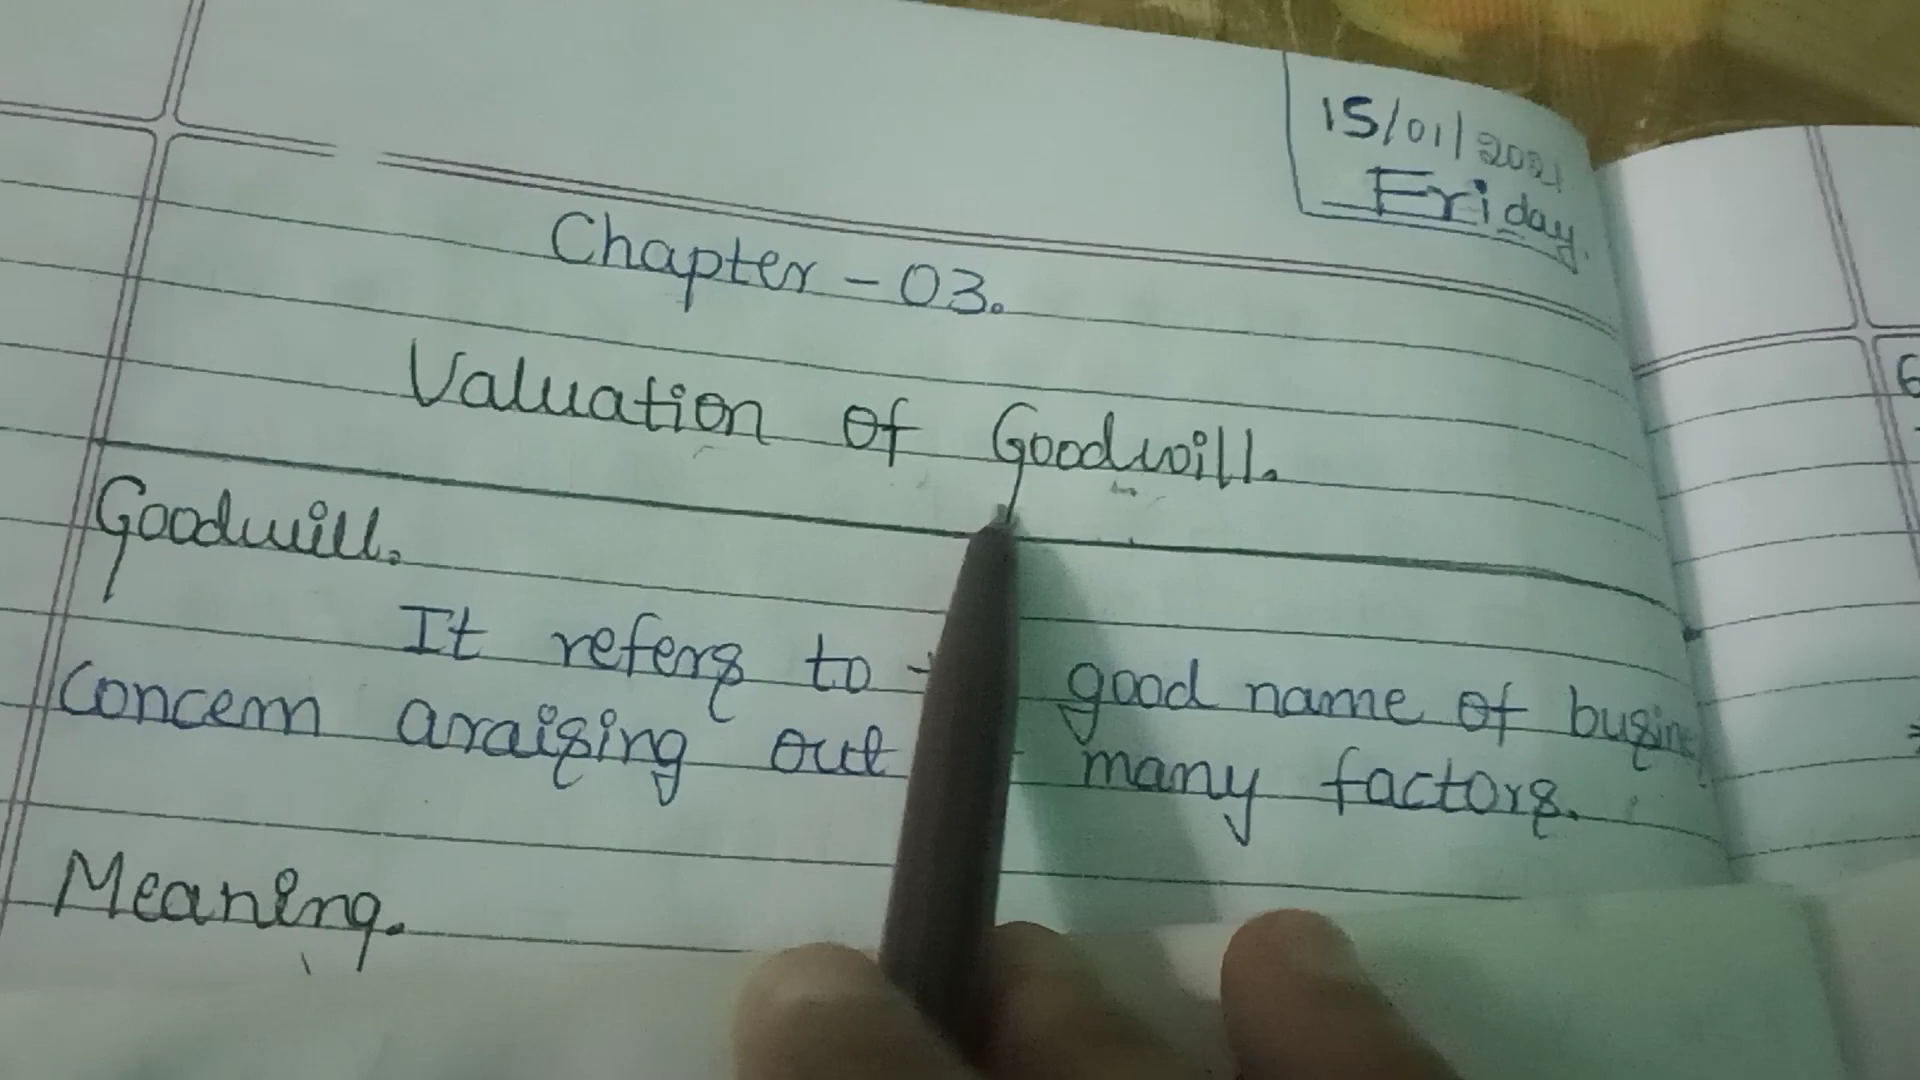 15/01/2021
Friday.
Chapter - 03.
Valuation of Goodwill.
Goodwill.
It refers to good name of
Concern araising out many factors.
Meaning.